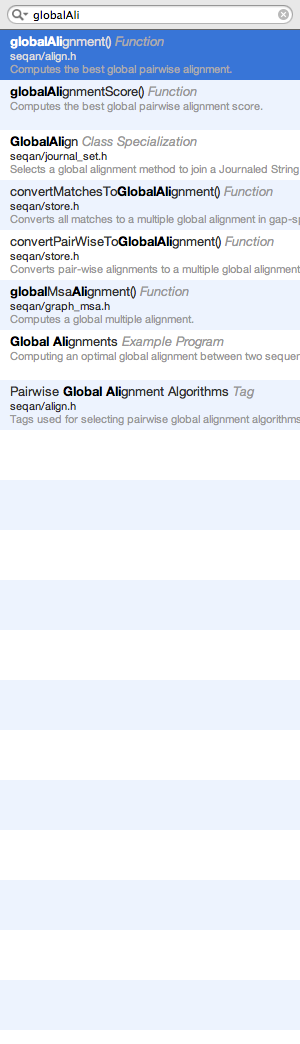 globalAli
globalAlignment() Function
seqan/align.h
Computes the best global pairwise alignment.
globalAlignmentScore() Function
Computes the best global pairwise alignment score.
GlobalAlign Class Specialization
seqan/journal_set.h
Selects a global alignment method to join a Journaled String
convertMatchesToGlobalAlignment() Function
seqan/store.h
Converts all matches to a multiple global alignment in gap-sp
convertPairWiseToGlobalAlignment() Function
seqan/store.h
Converts pair-wise alignments to a multiple global alignment
globalMsaAlignment() Function
seqan/graph_msa.h
Computes a global multiple alignment.
Global Alignments Example Program
Computing an optimal global alignment between two sequen
Pairwise Global Alignment Algorithms Tag
seqan/align.h
Tags used for selecting pairwise global alignment algorithms